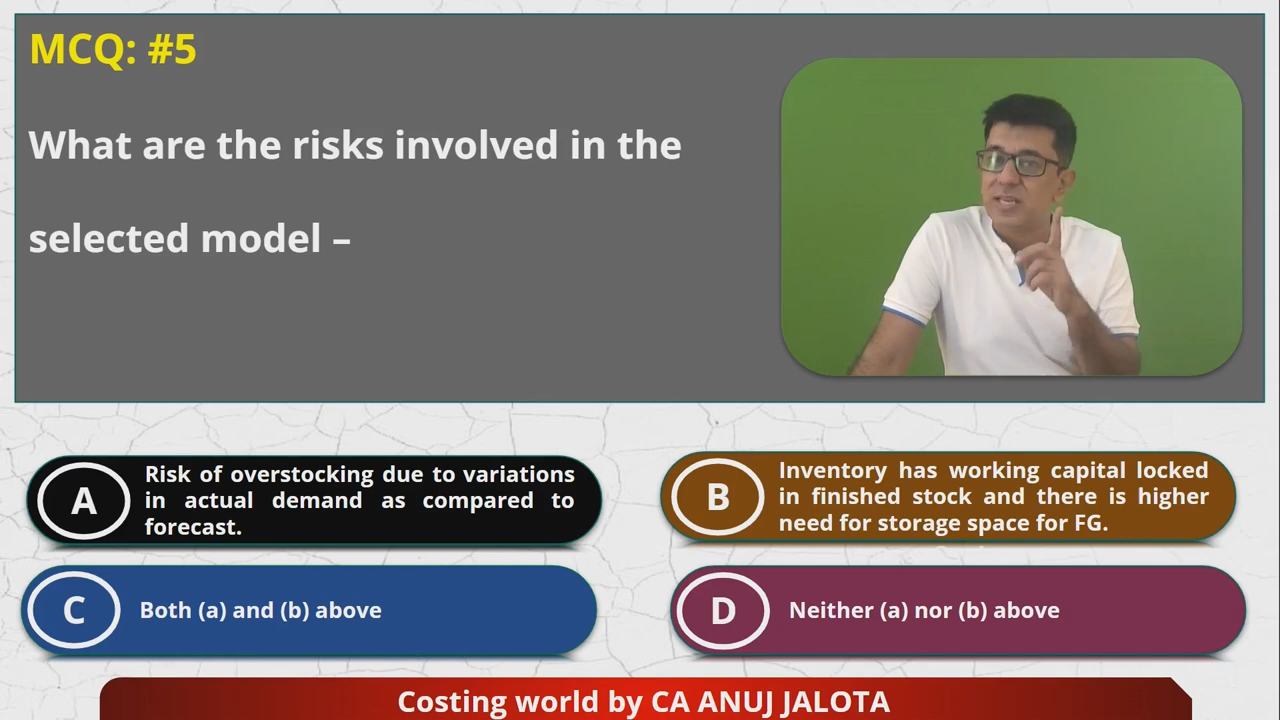 MCQ: #5
What are the risks involved in the
selected model –
A
Risk of overstocking due to variations
in actual demand as compared to
forecast.
B
Inventory has working capital locked
in finished stock and there is higher
need for storage space for FG.
C
Both (a) and (b) above
D
Neither (a) nor (b) above
Costing world by CA ANUJ JALOTA